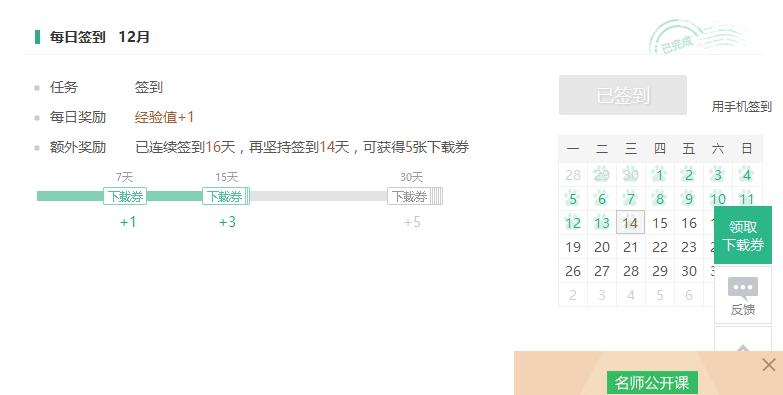 每日签到 12月
已完成
任务 签到
每日奖励 经验值+1
额外奖励 已连续签到16天，再坚持签到14天，可获得5张下载券
7天 15天 30天
下载券 下载券 下载券
+1 +3 +5
已签到
用手机签到
一 二 三 四 五 六 日
28 29 30 1 2 3 4
5 6 7 8 9 10 11
12 13 14 15 16
19 20 21 22 23
26 27 28 29 30
2 3 4 5 6
领取
下载券
反馈
名师公开课